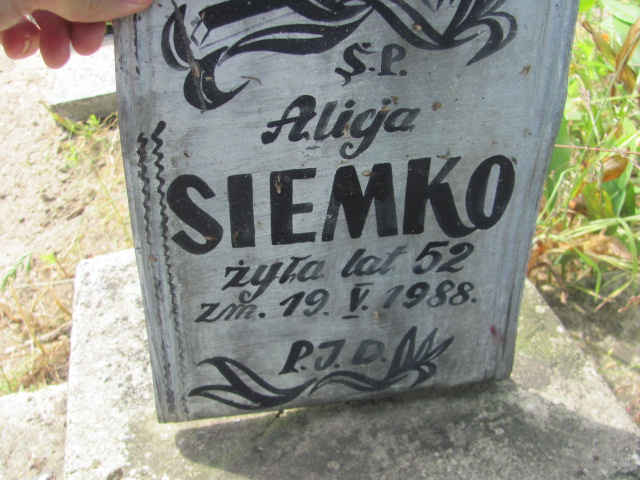 Ś.P.
Alicja
SIEMKO
żyła lat 52
zm. 19. V. 1988.
P.J.D.